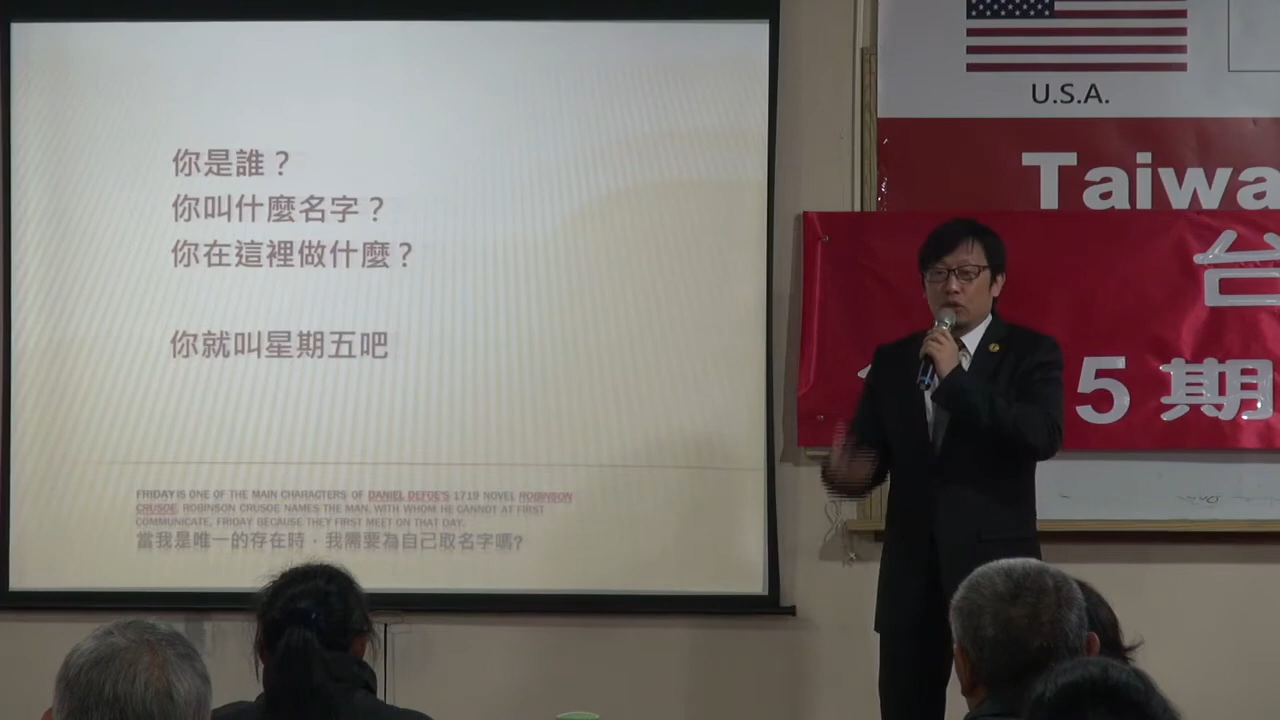 你是誰？
你叫什麼名字？
你在這裡做什麼？
你就叫星期五吧
FRIDAY IS ONE OF THE MAIN CHARACTERS OF DANIEL DEFOE'S 1719 NOVEL ROBINSON
CRUSOE. ROBINSON CRUSOE NAMES THE MAN, WITH WHOM HE CANNOT AT FIRST
COMMUNICATE, FRIDAY BECAUSE THEY FIRST MEET ON THAT DAY.
當我是唯一的存在時，我需要為自己取名字嗎?
U.S.A.
Taiwa
台
5期